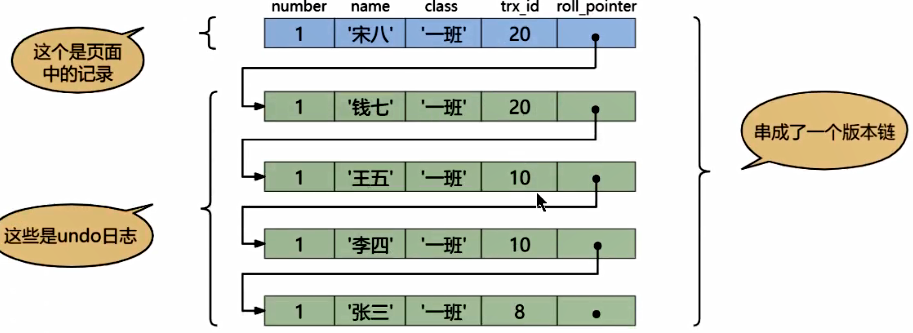 number name class trx_id roll_pointer
1 '宋八' '一班' 20
这个是页面
中的记录
1 '钱七' '一班' 20
串成了一个版本链
1 '王五' '一班' 10
这些是undo日志
1 '李四' '一班' 10
1 '张三' '一班' 8